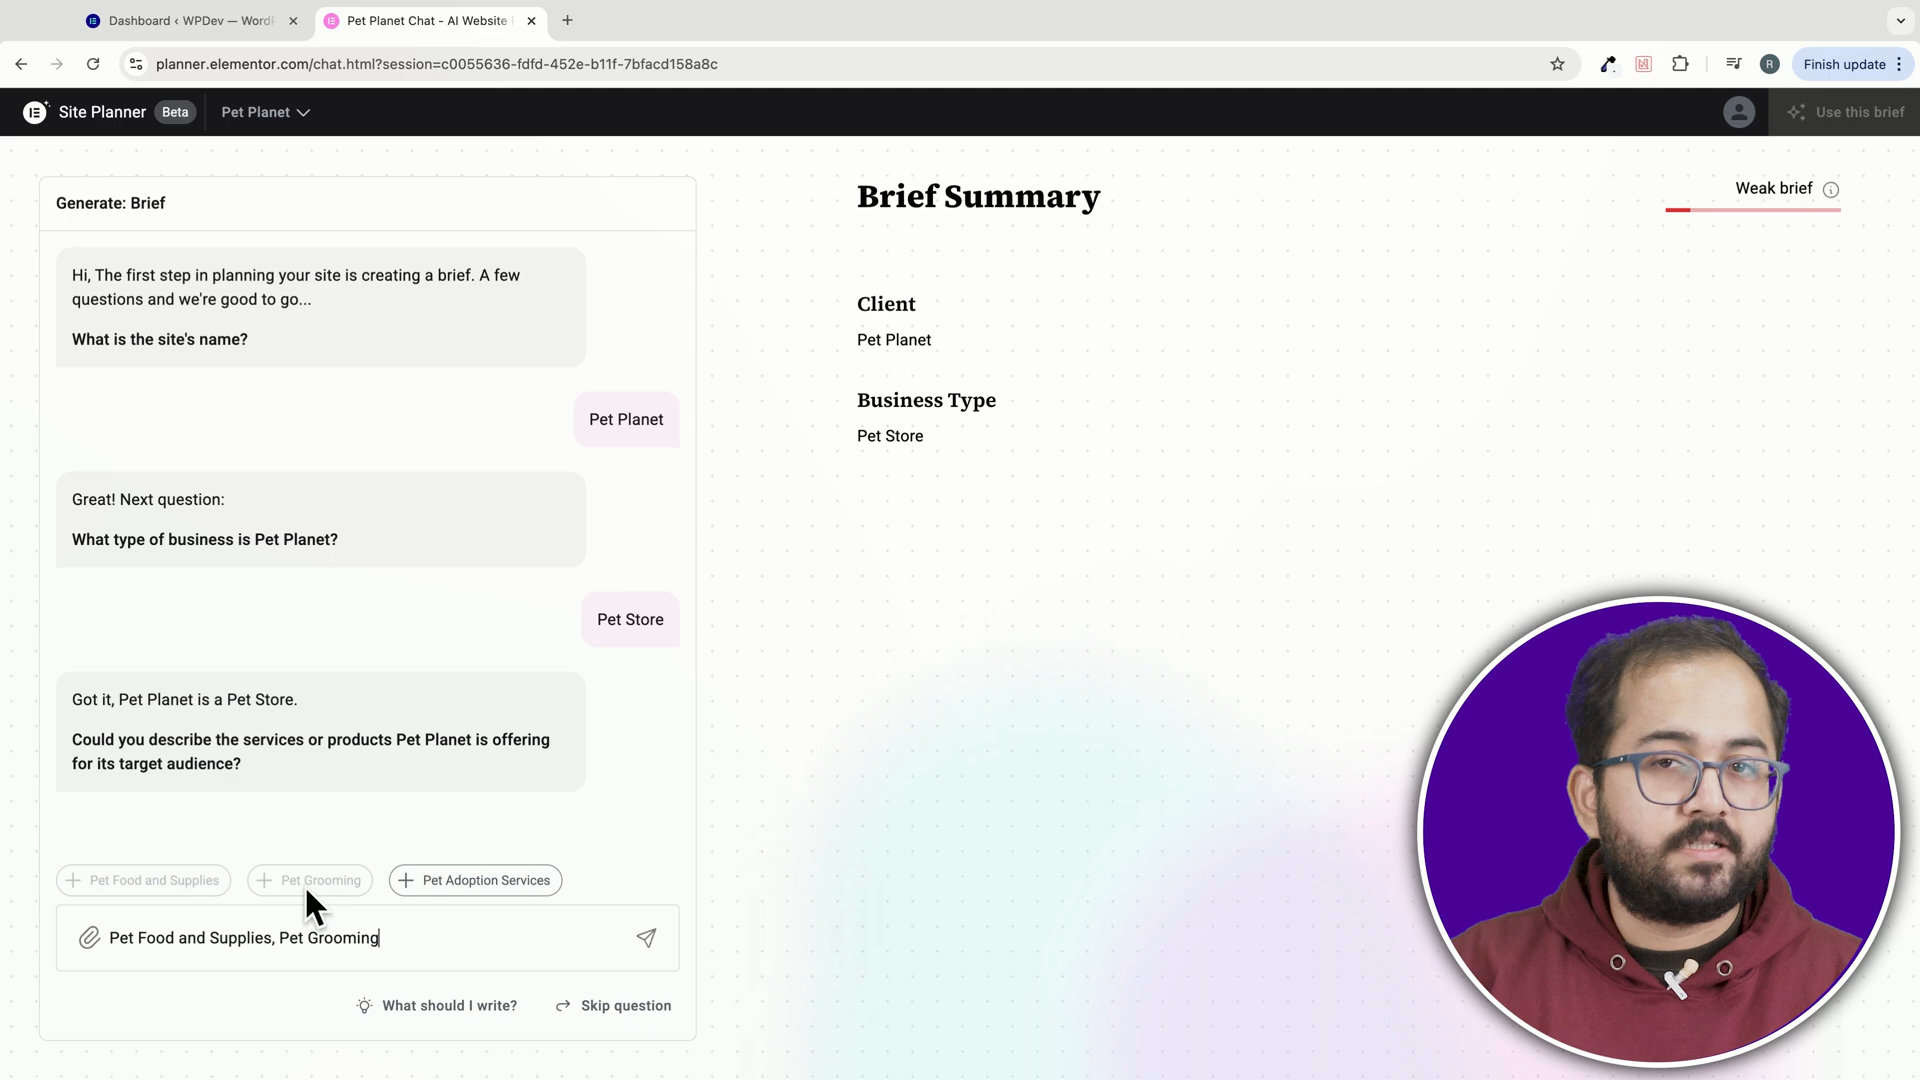 Dashboard ‹ WPDev — Word
Pet Planet Chat - AI Website
planner.elementor.com/chat.html?session=c0055636-fdfd-452e-b11f-7bfacd158a8c
R
Finish update
Site Planner
Beta
Pet Planet
Use this brief
Generate: Brief
Hi, The first step in planning your site is creating a brief. A few
questions and we're good to go...
What is the site's name?
Pet Planet
Great! Next question:
What type of business is Pet Planet?
Pet Store
Got it, Pet Planet is a Pet Store.
Could you describe the services or products Pet Planet is offering
for its target audience?
Pet Food and Supplies
Pet Grooming
Pet Adoption Services
Pet Food and Supplies, Pet Grooming
What should I write?
Skip question
Brief Summary
Weak brief
Client
Pet Planet
Business Type
Pet Store